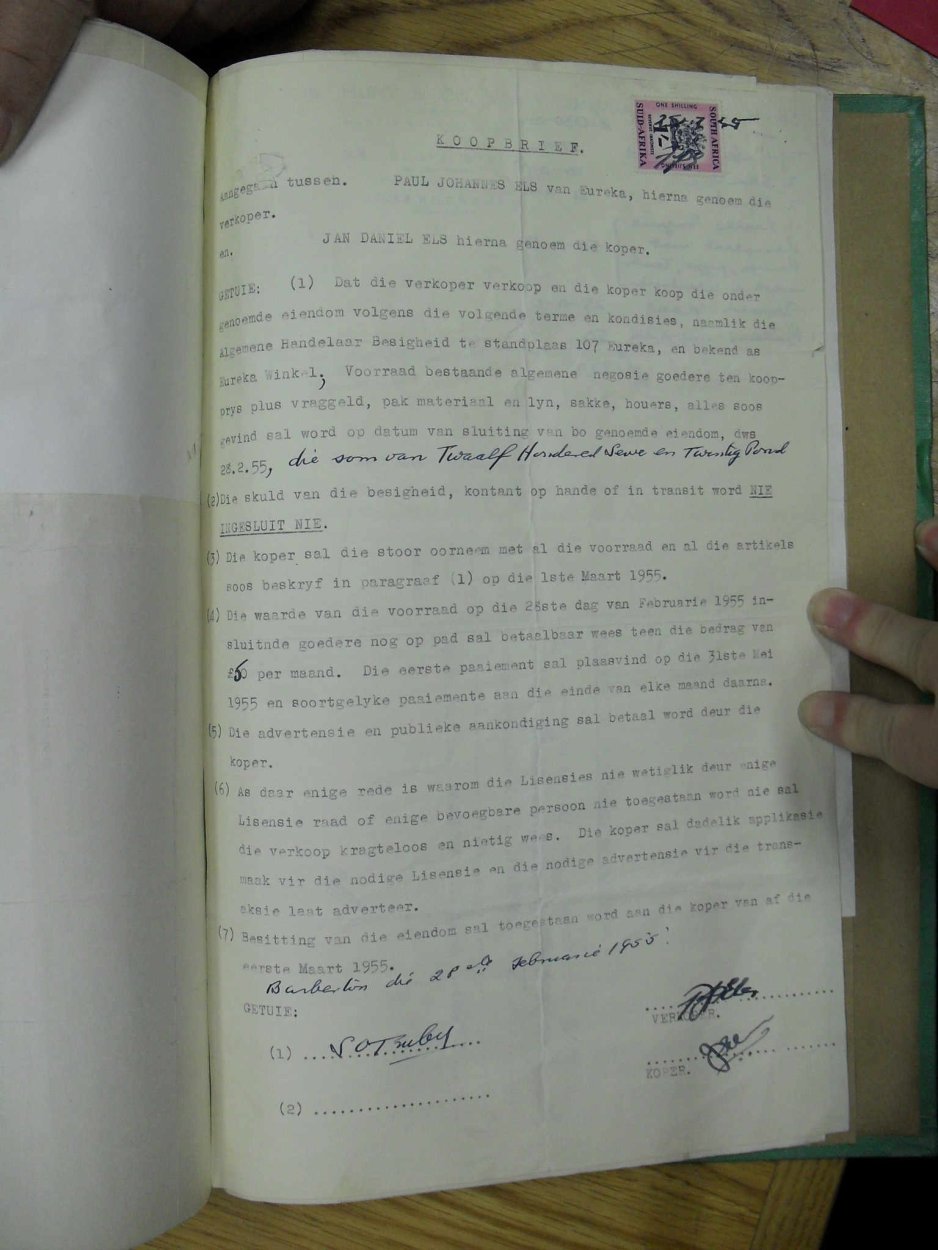 KOOPBRIEF.
ONE SHILLING
SUID-AFRIKA
SOUTH AFRICA
Aangegaan tussen. PAUL JOHANNES ELS van Eureka, hierna genoem die
verkoper.
en. JAN DANIEL ELS hierna genoem die koper.
GETUIE: (1) Dat die verkoper verkoop en die koper koop die onder
genoemde eiendom volgens die volgende terme en kondisies, naamlik die
Algemene Handelaar Besigheid te standplaas 107 Eureka, en bekend as
Eureka Winkel; Voorraad bestaande algemene negosie goedere ten koop-
prys plus vraggeld, pak materiaal en lyn, sakke, houers, alles soos
gevind sal word op datum van sluiting van bo genoemde eiendom, dws
28.2.55, die som van Twaalf Honderd Sewe en Twintig Pond
(2) Die skuld van die besigheid, kontant op hande of in transit word NIE
INGESLUIT NIE.
(3) Die koper sal die stoor oorneem met al die voorraad en al die artikels
soos beskryf in paragraaf (1) op die 1ste Maart 1955.
(4) Die waarde van die voorraad op die 28ste dag van Februarie 1955 in-
sluitnde goedere nog op pad sal betaalbaar wees teen die bedrag van
£50 per maand. Die eerste paaiement sal plaasvind op die 31ste Mei
1955 en soortgelyke paaiemente aan die einde van elke maand daarna.
(5) Die advertensie en publieke aankondiging sal betaal word deur die
koper.
(6) As daar enige rede is waarom die Lisensies nie wetiglik deur enige
Lisensie raad of enige bevoegbare persoon nie toegestaan word nie sal
die verkoop kragteloos en nietig wees. Die koper sal dadelik applikasie
maak vir die nodige Lisensie en die nodige advertensie vir die trans-
aksie laat adverteer.
(7) Besitting van die eiendom sal toegestaan word aan die koper van af die
eerste Maart 1955.
Barberton die 28ste Februarie 1955.
GETUIE:
VERKOPER.
(1) ....................
KOPER.
(2) ....................